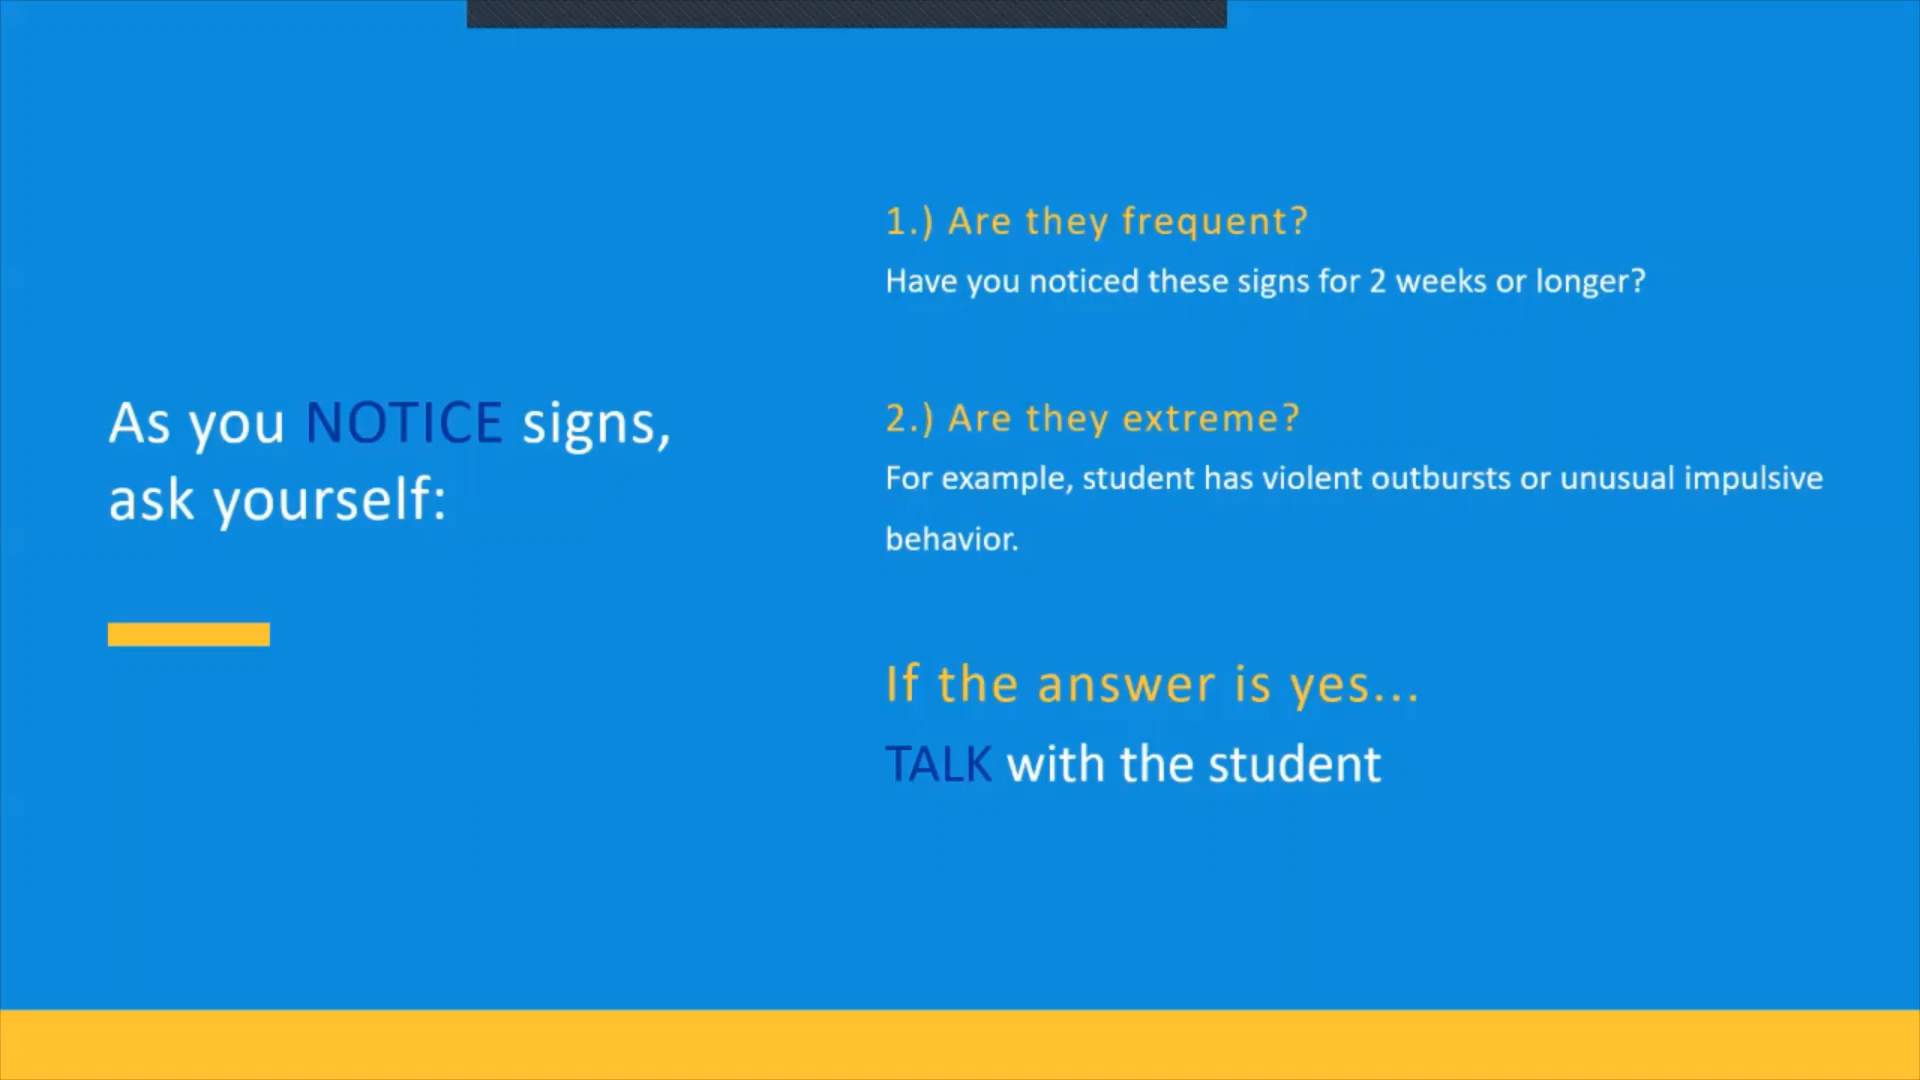 As you NOTICE signs,
ask yourself:
1.) Are they frequent?
Have you noticed these signs for 2 weeks or longer?
2.) Are they extreme?
For example, student has violent outbursts or unusual impulsive
behavior.
If the answer is yes...
TALK with the student